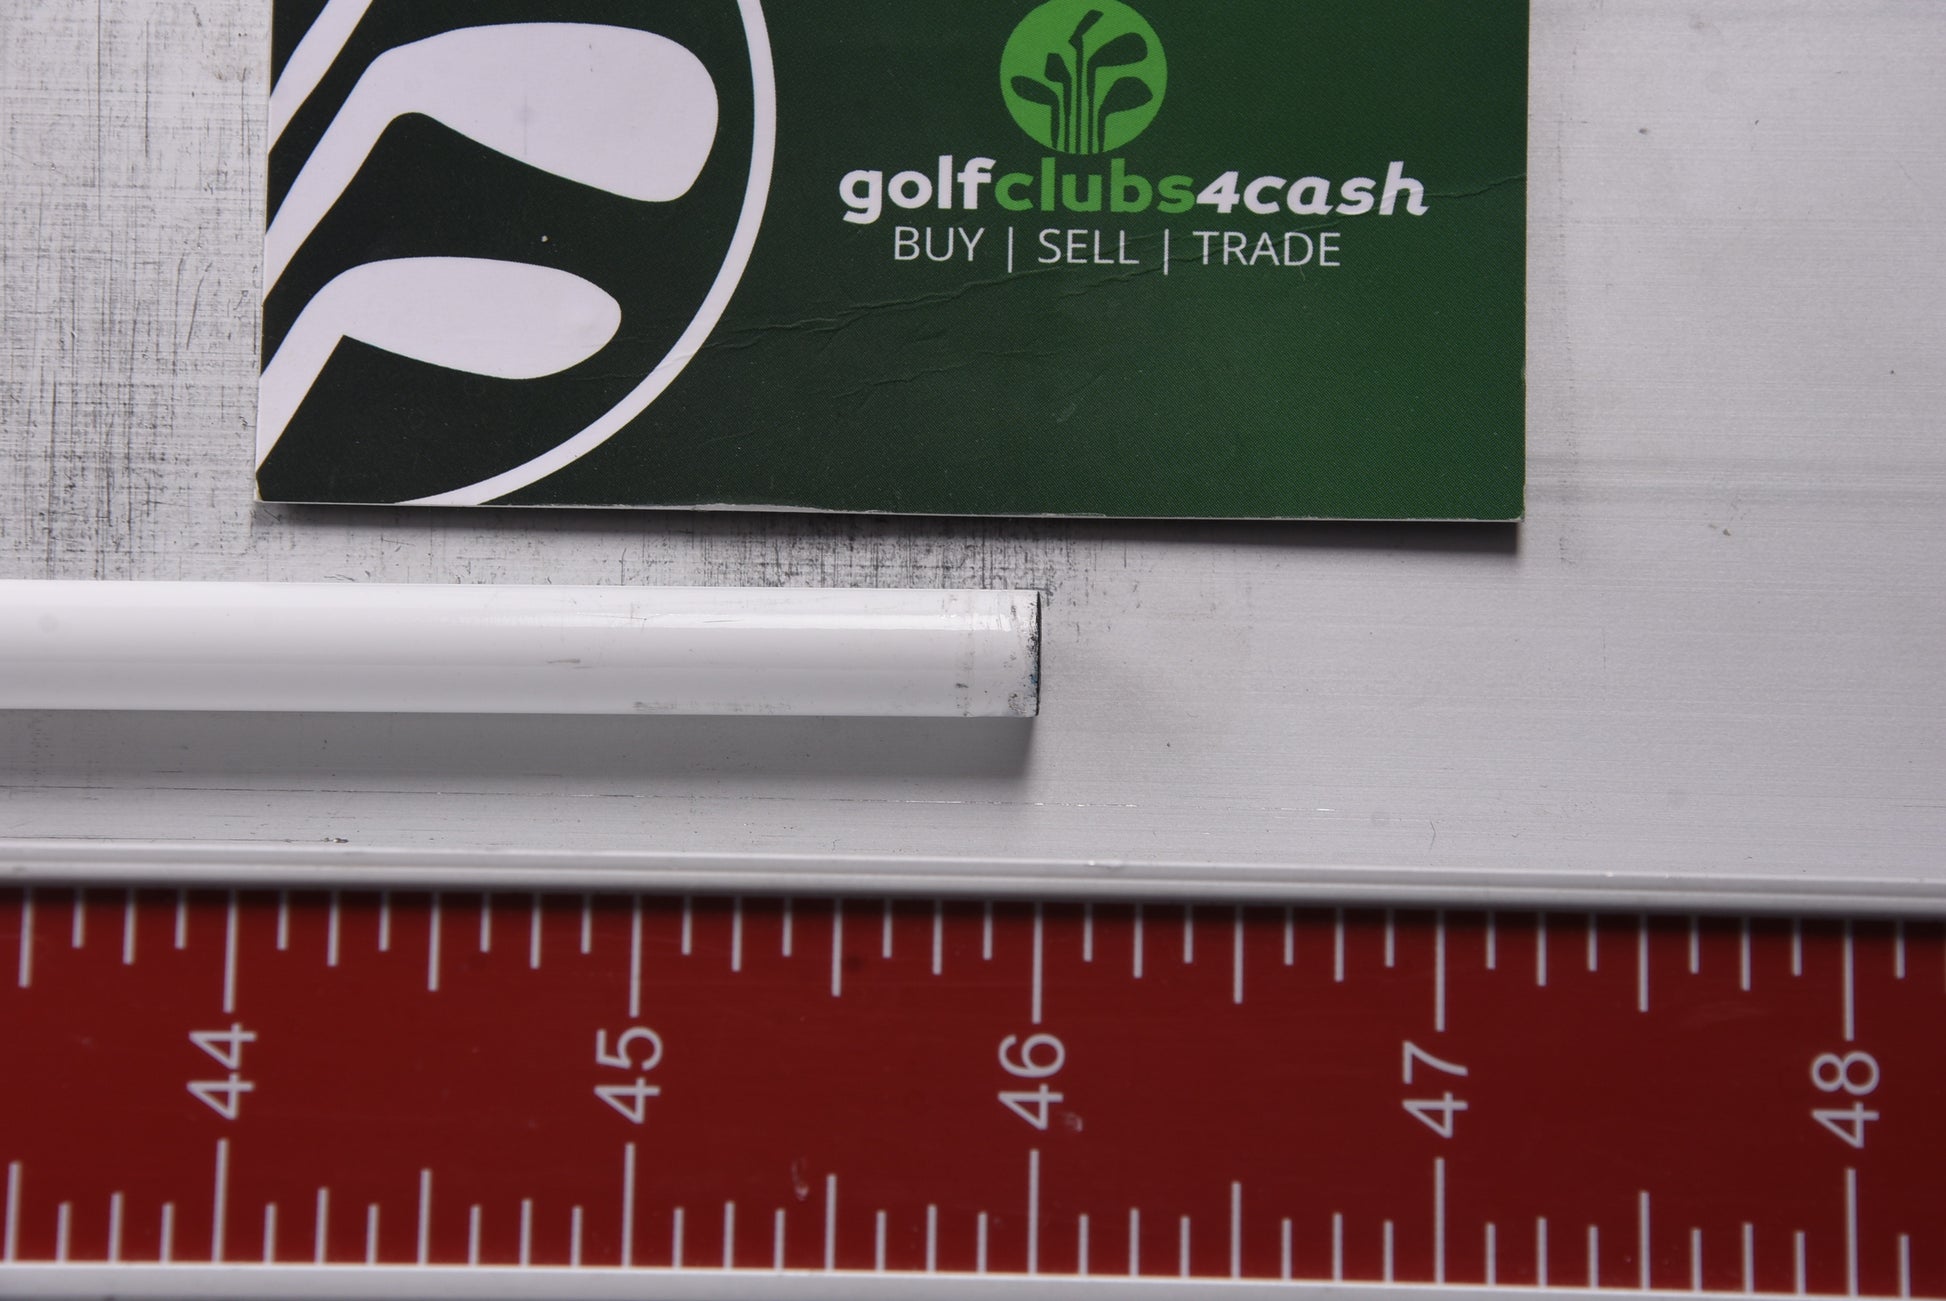 golfclubs4cash
BUY | SELL | TRADE
44 45 46 47 48